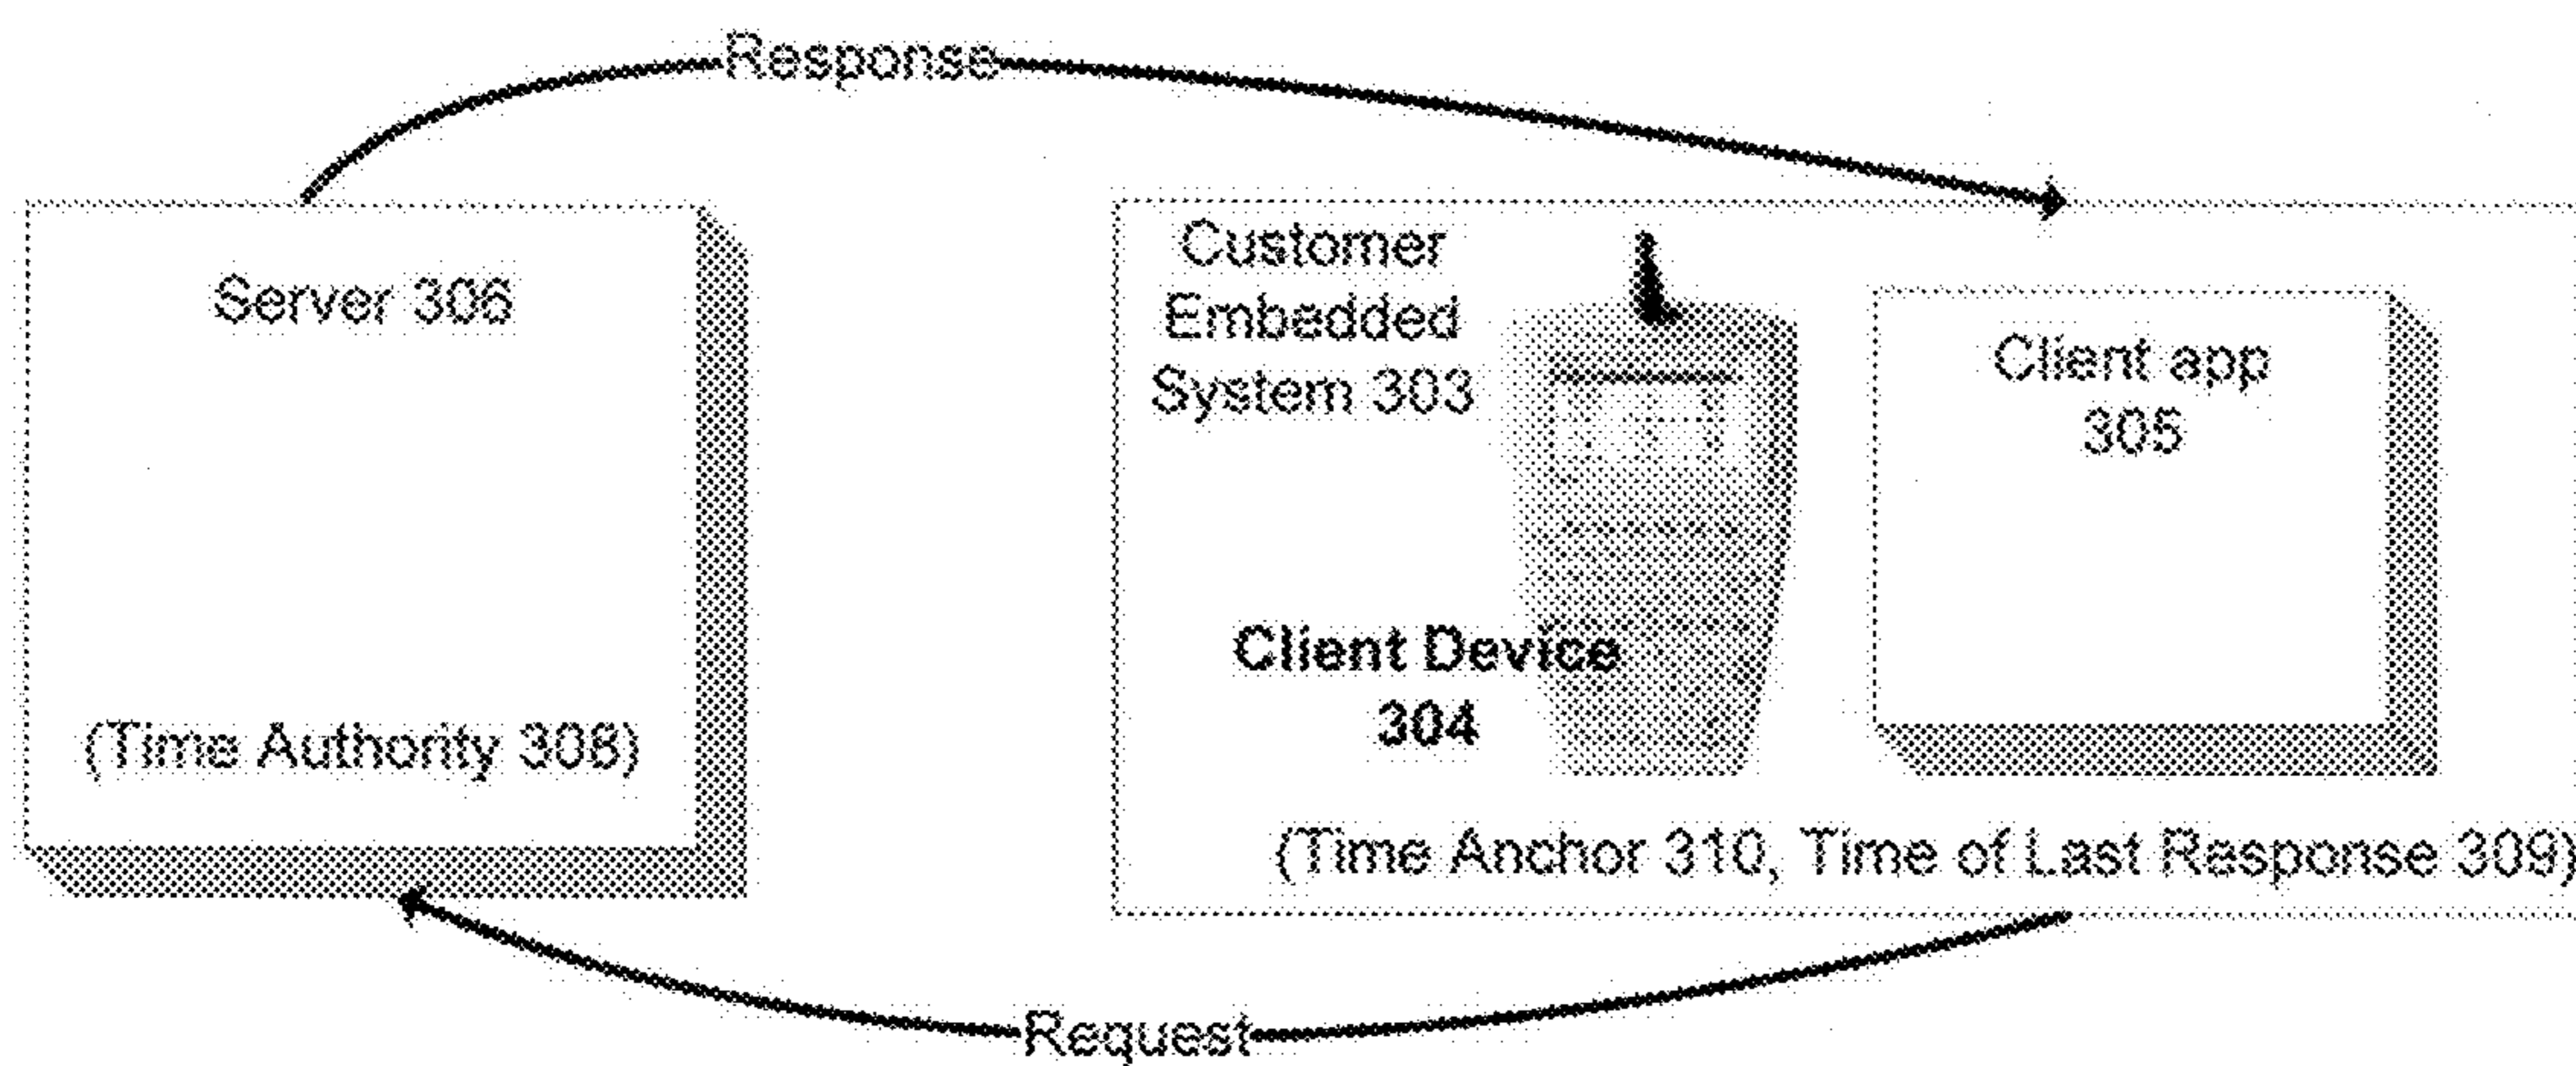 Response
Server 306
(Time Authority 308)
Customer
Embedded
System 303
Client Device
304
Client app
305
(Time Anchor 310, Time of Last Response 309)
Request